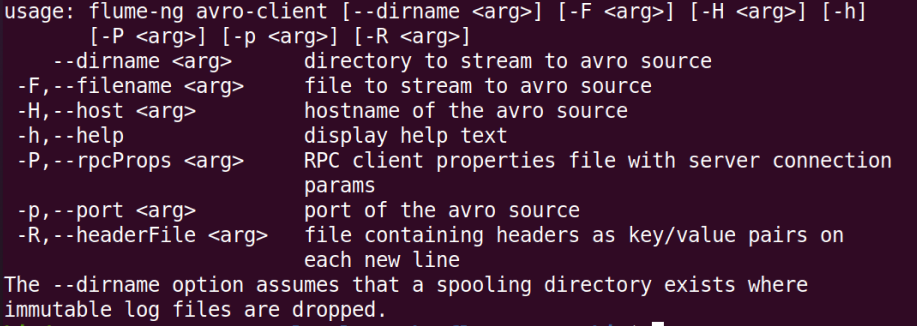 usage: flume-ng avro-client [--dirname <arg>] [-F <arg>] [-H <arg>] [-h]
       [-P <arg>] [-p <arg>] [-R <arg>]
    --dirname <arg>      directory to stream to avro source
 -F,--filename <arg>     file to stream to avro source
 -H,--host <arg>         hostname of the avro source
 -h,--help               display help text
 -P,--rpcProps <arg>     RPC client properties file with server connection
                         params
 -p,--port <arg>         port of the avro source
 -R,--headerFile <arg>   file containing headers as key/value pairs on
                         each new line
The --dirname option assumes that a spooling directory exists where
immutable log files are dropped.